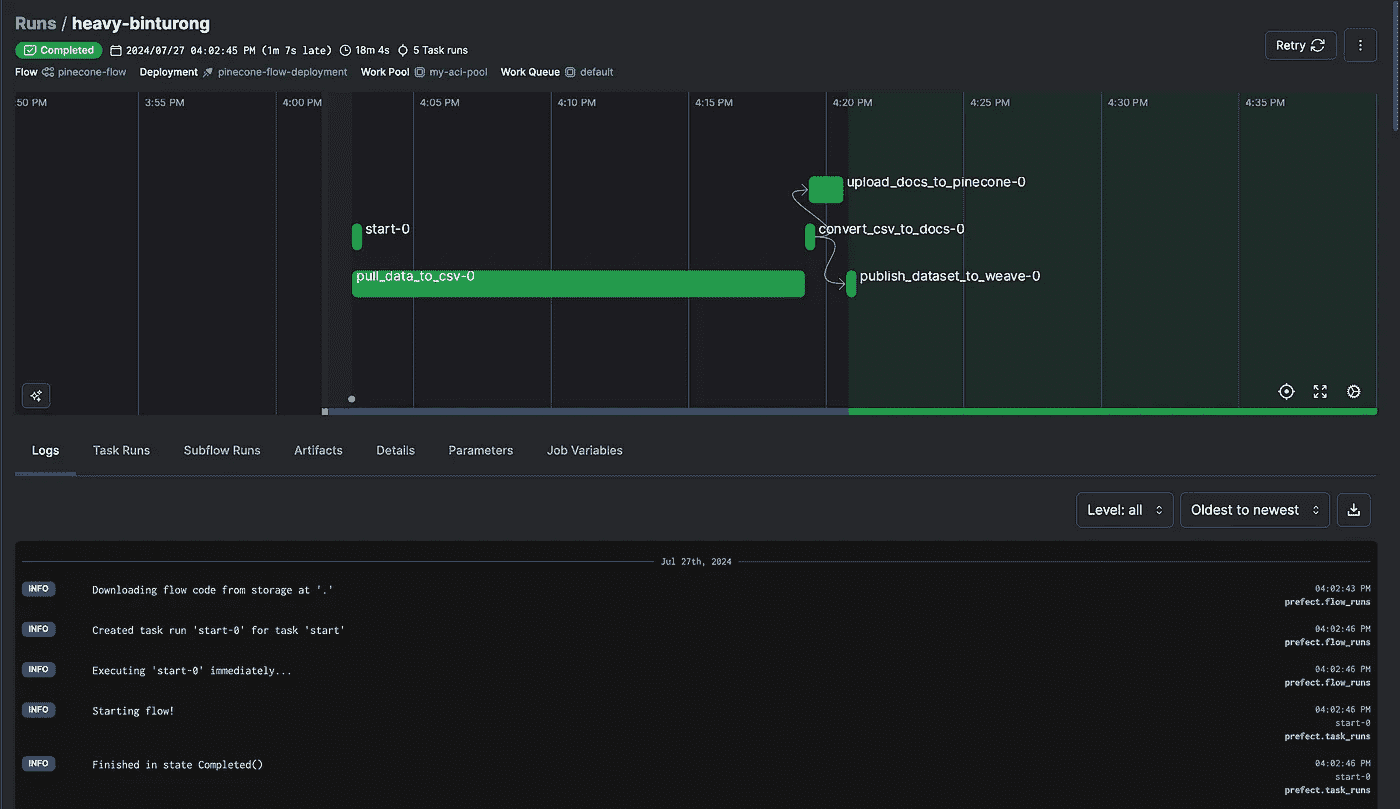 Runs / heavy-binturong
Completed 2024/07/27 04:02:45 PM (1m 7s late) 18m 4s 5 Task runs
Retry
Flow pinecone-flow Deployment pinecone-flow-deployment Work Pool my-aci-pool Work Queue default
50 PM 3:55 PM 4:00 PM 4:05 PM 4:10 PM 4:15 PM 4:20 PM 4:25 PM 4:30 PM 4:35 PM
upload_docs_to_pinecone-0
start-0 convert_csv_to_docs-0
pull_data_to_csv-0 publish_dataset_to_weave-0
Logs Task Runs Subflow Runs Artifacts Details Parameters Job Variables
Level: all Oldest to newest
Jul 27th, 2024
INFO Downloading flow code from storage at '.' 04:02:43 PM
prefect.flow_runs
INFO Created task run 'start-0' for task 'start' 04:02:46 PM
prefect.flow_runs
INFO Executing 'start-0' immediately... 04:02:46 PM
prefect.flow_runs
INFO Starting flow! 04:02:46 PM
start-0
prefect.task_runs
INFO Finished in state Completed() 04:02:46 PM
start-0
prefect.task_runs